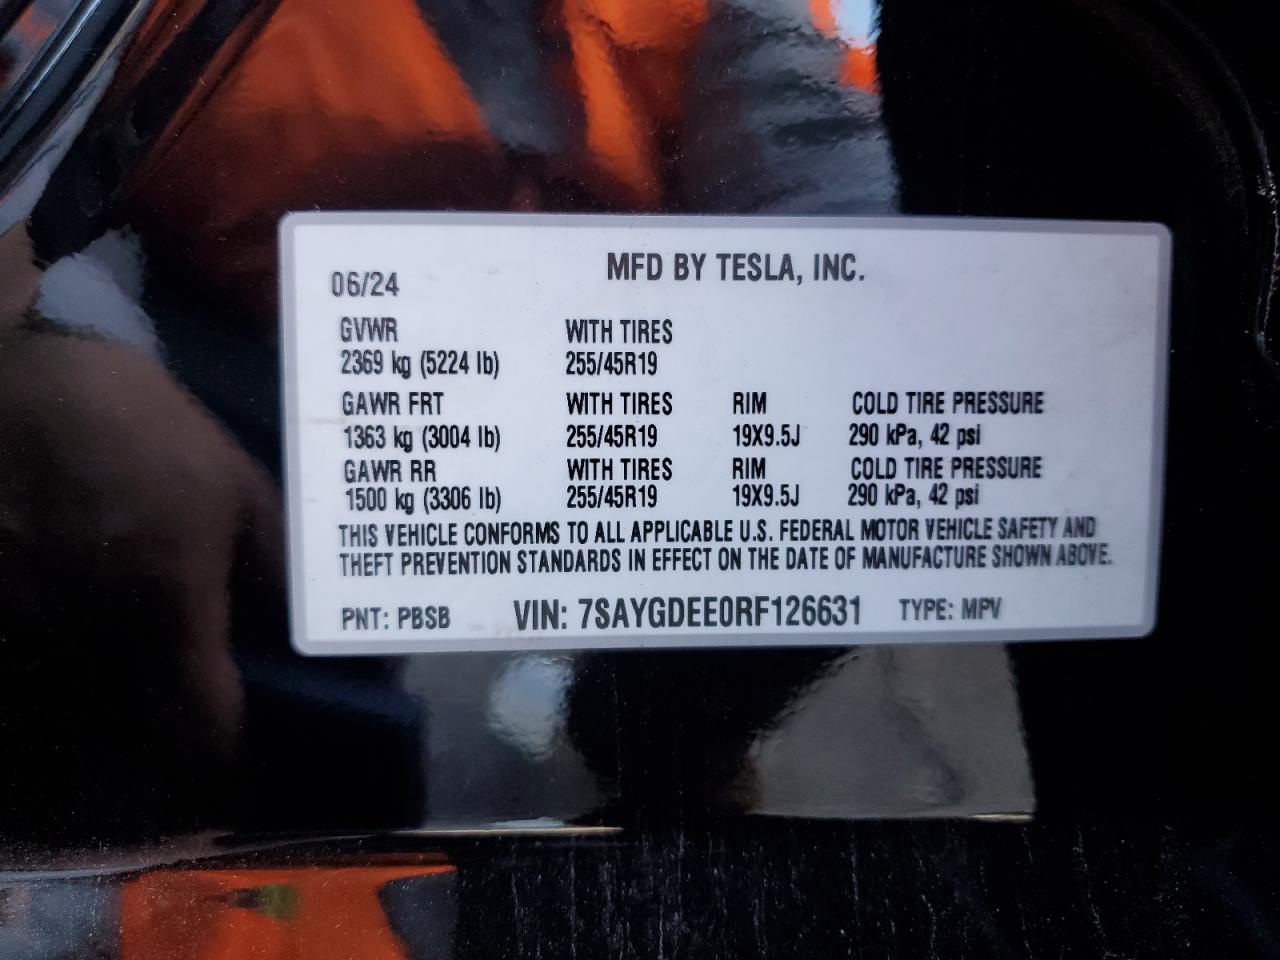 06/24 MFD BY TESLA, INC.
GVWR WITH TIRES
2369 kg (5224 lb) 255/45R19
GAWR FRT WITH TIRES RIM COLD TIRE PRESSURE
1363 kg (3004 lb) 255/45R19 19X9.5J 290 kPa, 42 psi
GAWR RR WITH TIRES RIM COLD TIRE PRESSURE
1500 kg (3306 lb) 255/45R19 19X9.5J 290 kPa, 42 psi
THIS VEHICLE CONFORMS TO ALL APPLICABLE U.S. FEDERAL MOTOR VEHICLE SAFETY AND
THEFT PREVENTION STANDARDS IN EFFECT ON THE DATE OF MANUFACTURE SHOWN ABOVE.
PNT: PBSB VIN: 7SAYGDEE0RF126631 TYPE: MPV